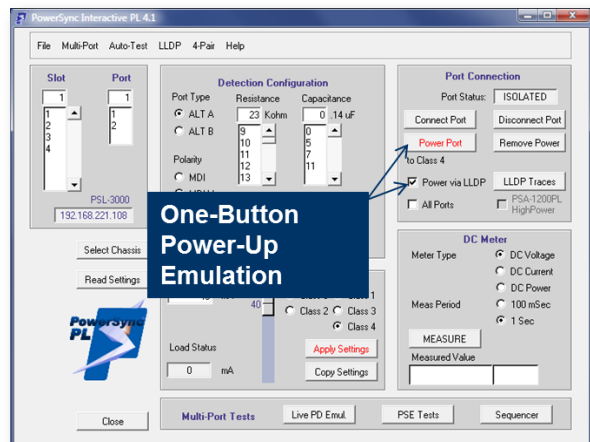 PowerSync Interactive PL 4.1
File Multi-Port Auto-Test LLDP 4-Pair Help
Slot Port
1 1
1 1
2 2
3
4
PSL-3000
192.168.221.108
Select Chassis
Read Settings
PowerSync
PL
Close
Detection Configuration
Port Type Resistance Capacitance
ALT A 23 Kohm 0 .14 uF
ALT B
9 0
10 5
11 7
12 11
13
Polarity
MDI
One-Button
Power-Up
Emulation
40
Class 2 Class 3
Class 4
Load Status
0 mA
Apply Settings
Copy Settings
Port Connection
Port Status: ISOLATED
Connect Port Disconnect Port
Power Port Remove Power
to Class 4
Power via LLDP LLDP Traces
All Ports PSA-1200PL
HighPower
DC Meter
Meter Type DC Voltage
DC Current
DC Power
Meas Period 100 mSec
1 Sec
MEASURE
Measured Value
Multi-Port Tests Live PD Emul. PSE Tests Sequencer